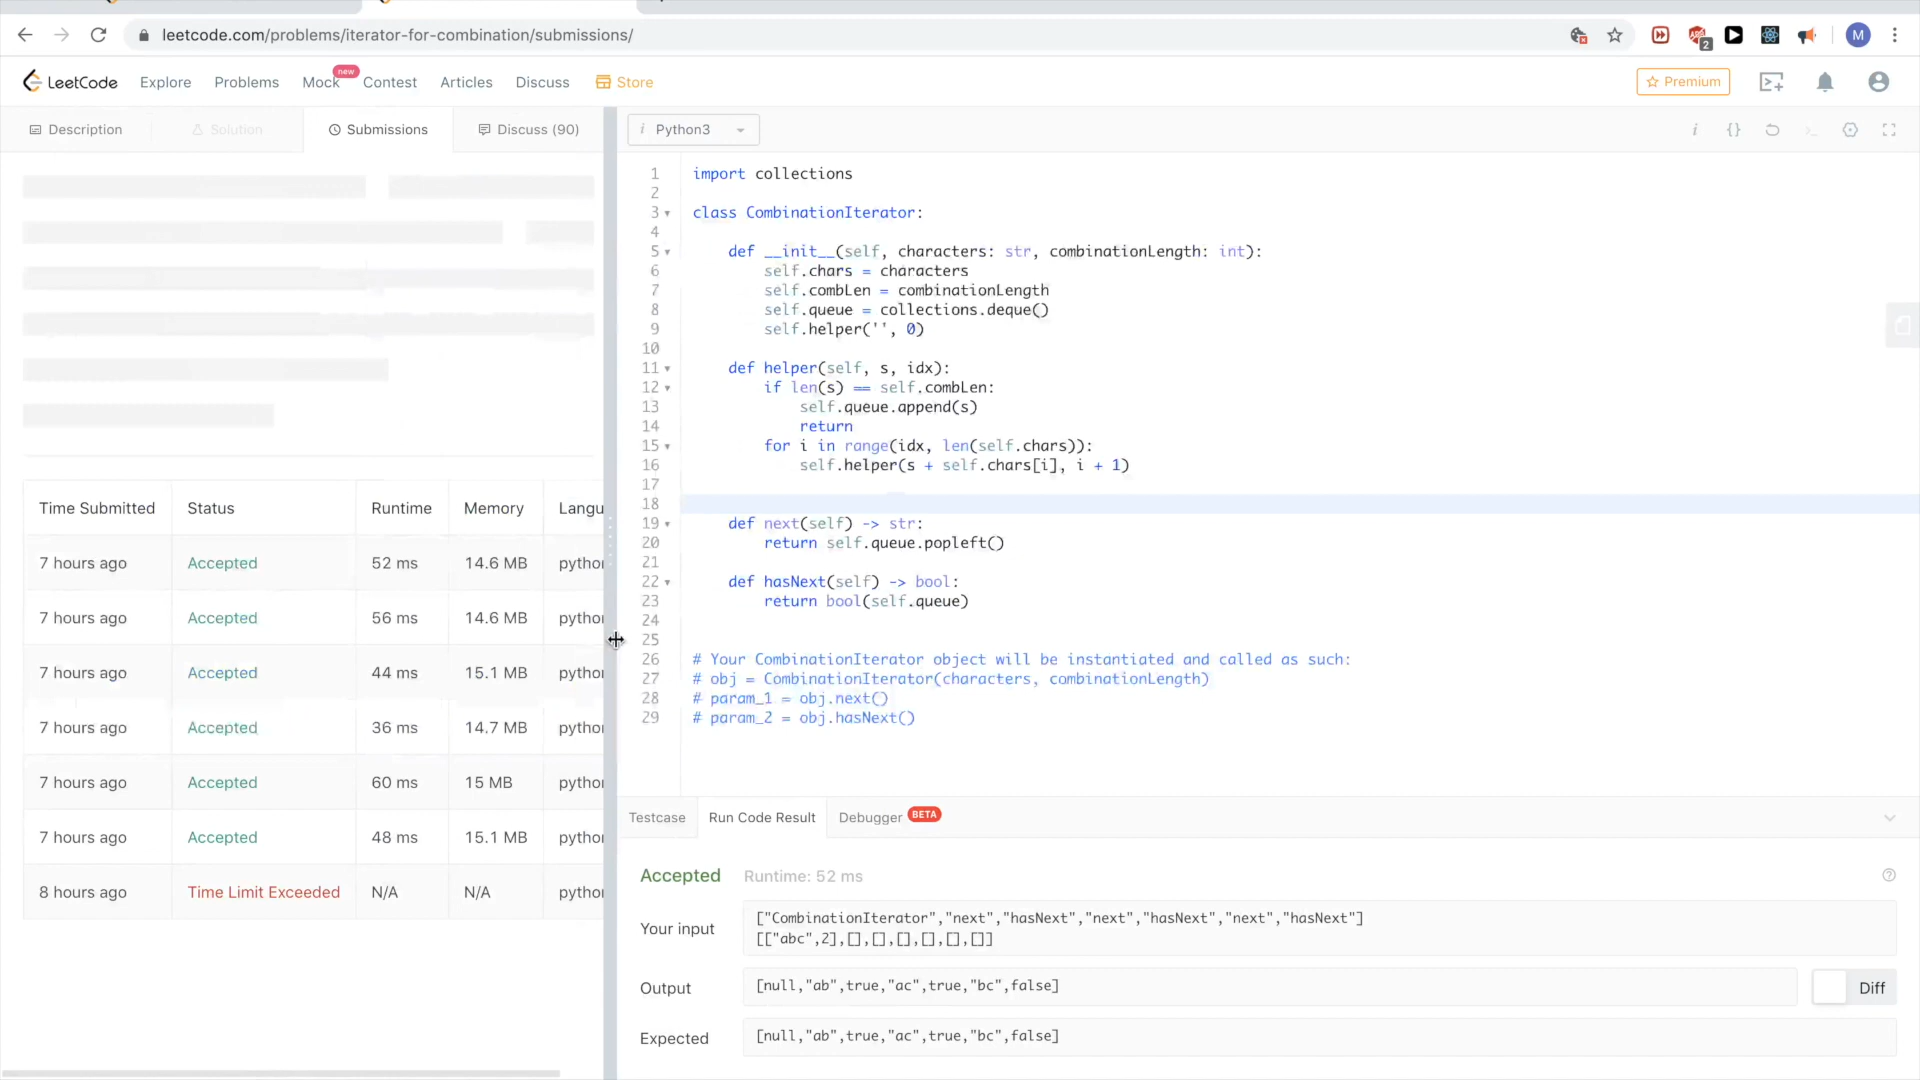 leetcode.com/problems/iterator-for-combination/submissions/
2
M
LeetCode
Explore
Problems
Mock
new
Contest
Articles
Discuss
Store
Premium
Description
Solution
Submissions
Discuss (90)
i Python3
1 import collections
2
3 class CombinationIterator:
4
5     def __init__(self, characters: str, combinationLength: int):
6         self.chars = characters
7         self.combLen = combinationLength
8         self.queue = collections.deque()
9         self.helper('', 0)
10
11     def helper(self, s, idx):
12         if len(s) == self.combLen:
13             self.queue.append(s)
14             return
15         for i in range(idx, len(self.chars)):
16             self.helper(s + self.chars[i], i + 1)
17
18
19     def next(self) -> str:
20         return self.queue.popleft()
21
22     def hasNext(self) -> bool:
23         return bool(self.queue)
24
25
26 # Your CombinationIterator object will be instantiated and called as such:
27 # obj = CombinationIterator(characters, combinationLength)
28 # param_1 = obj.next()
29 # param_2 = obj.hasNext()
Time Submitted Status Runtime Memory Langu
7 hours ago Accepted 52 ms 14.6 MB pytho
7 hours ago Accepted 56 ms 14.6 MB pytho
7 hours ago Accepted 44 ms 15.1 MB pytho
7 hours ago Accepted 36 ms 14.7 MB pytho
7 hours ago Accepted 60 ms 15 MB pytho
7 hours ago Accepted 48 ms 15.1 MB pytho
8 hours ago Time Limit Exceeded N/A N/A pytho
Testcase
Run Code Result
Debugger BETA
Accepted Runtime: 52 ms
Your input
["CombinationIterator","next","hasNext","next","hasNext","next","hasNext"]
[["abc",2],[],[],[],[],[],[]]
Output
[null,"ab",true,"ac",true,"bc",false]
Diff
Expected
[null,"ab",true,"ac",true,"bc",false]